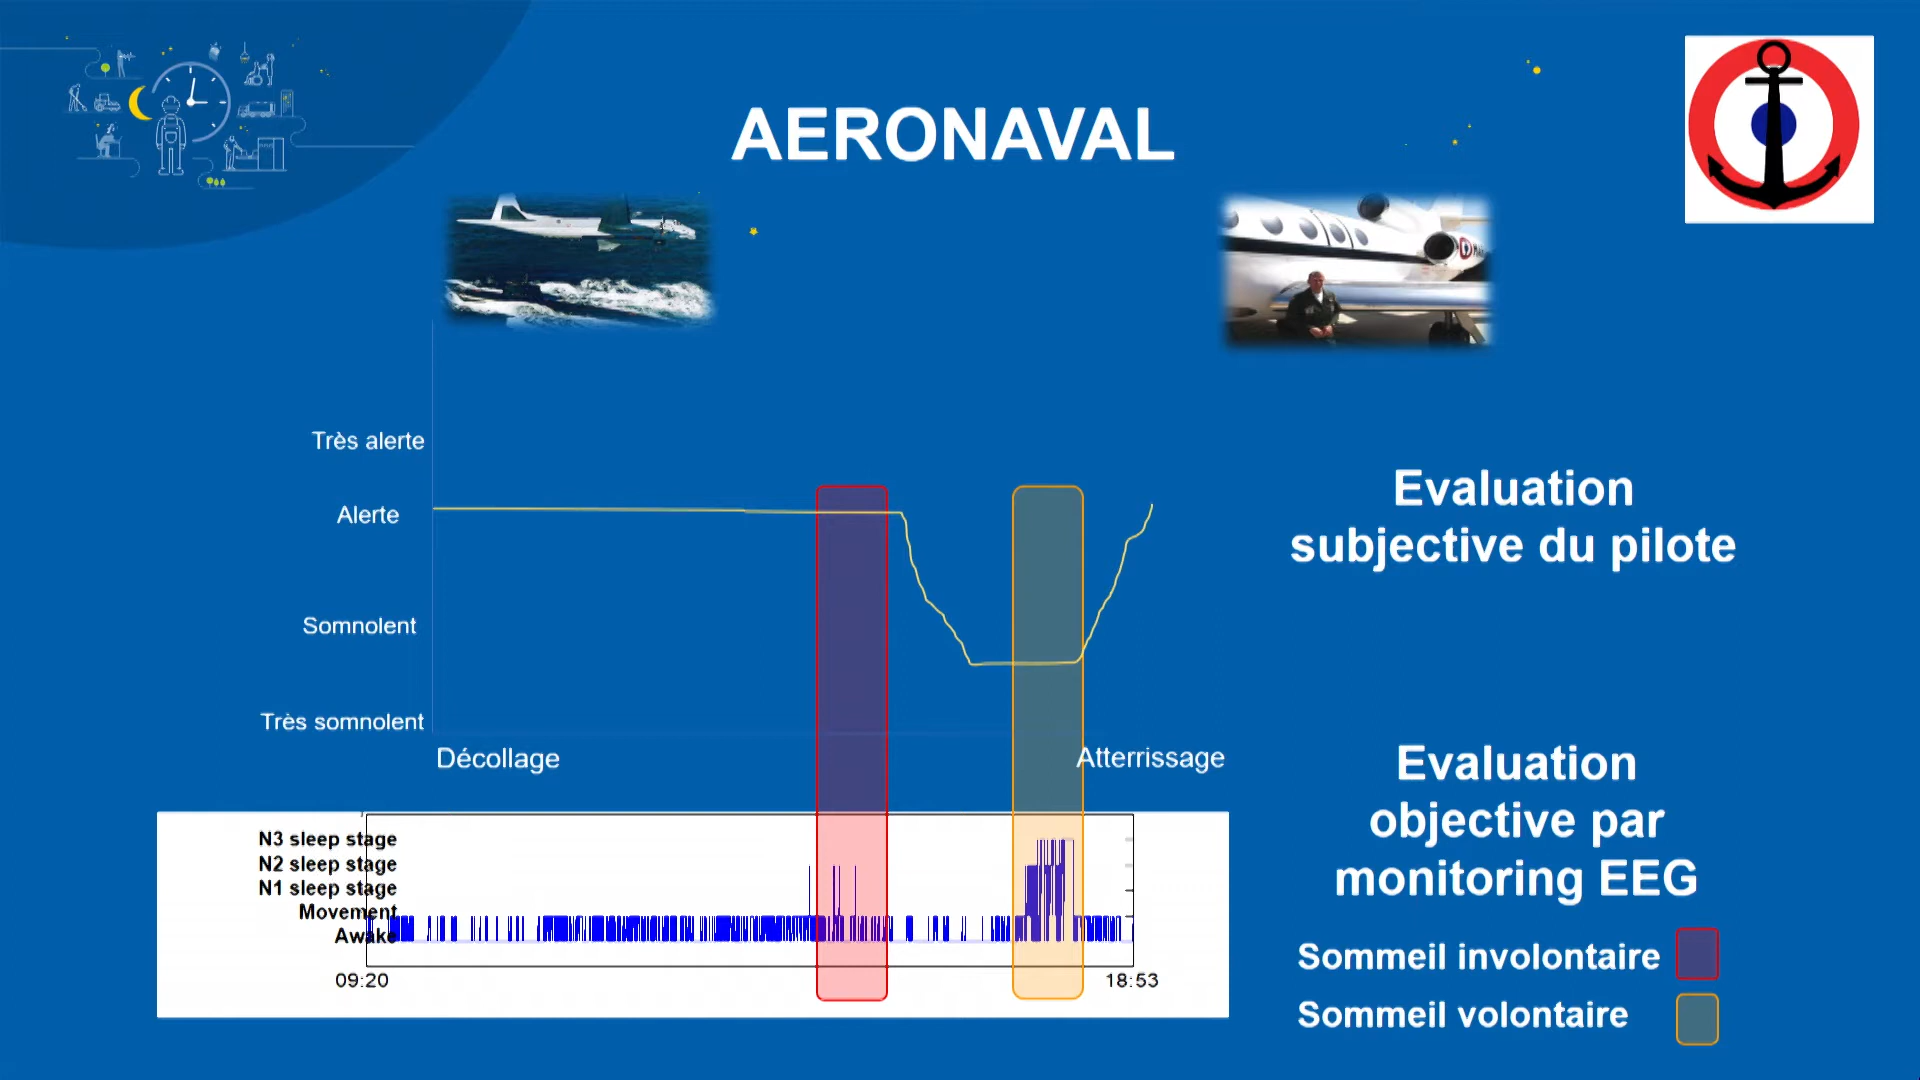 AERONAVAL
Très alerte
Alerte
Somnolent
Très somnolent
Décollage
Atterrissage
Evaluation
subjective du pilote
Evaluation
objective par
monitoring EEG
N3 sleep stage
N2 sleep stage
N1 sleep stage
Movement
Awake
09:20
18:53
Sommeil involontaire
Sommeil volontaire